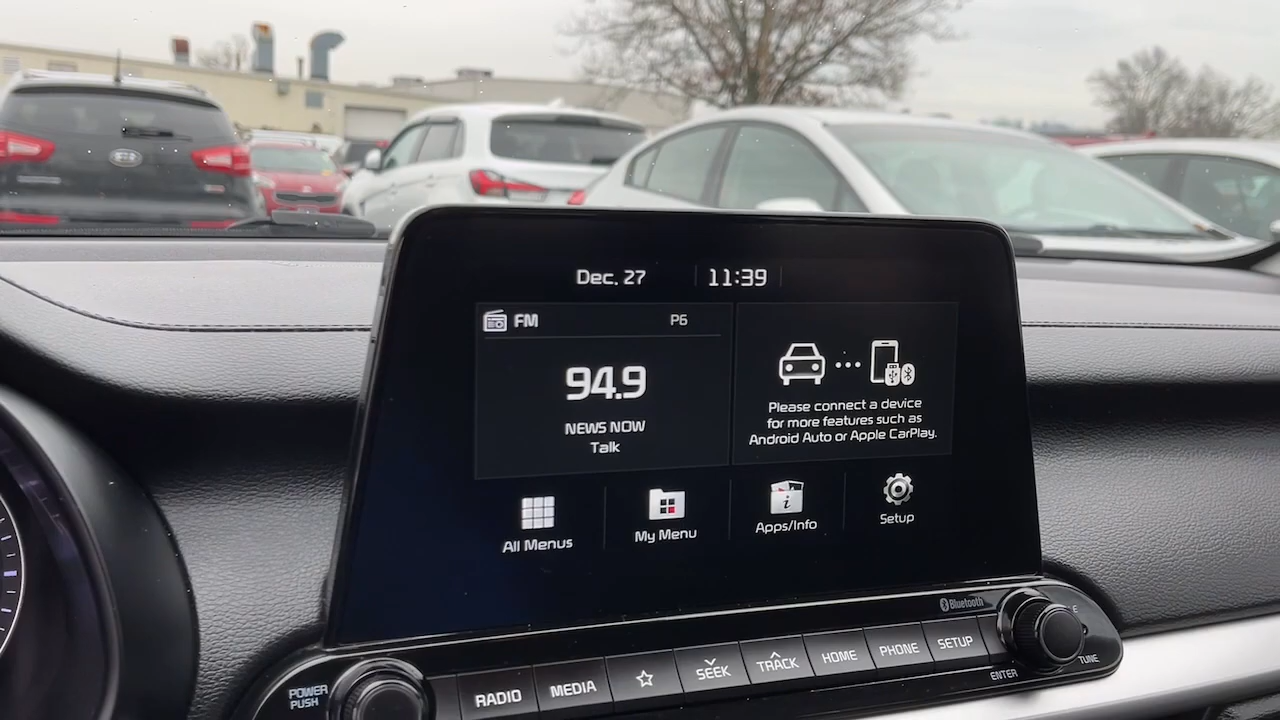 Dec. 27 11:39
FM P6
94.9
NEWS NOW
Talk
Please connect a device
for more features such as
Android Auto or Apple CarPlay.
All Menus My Menu Apps/Info Setup
Bluetooth
POWER
PUSH
RADIO MEDIA SEEK TRACK HOME PHONE SETUP
TUNE
ENTER
KIA